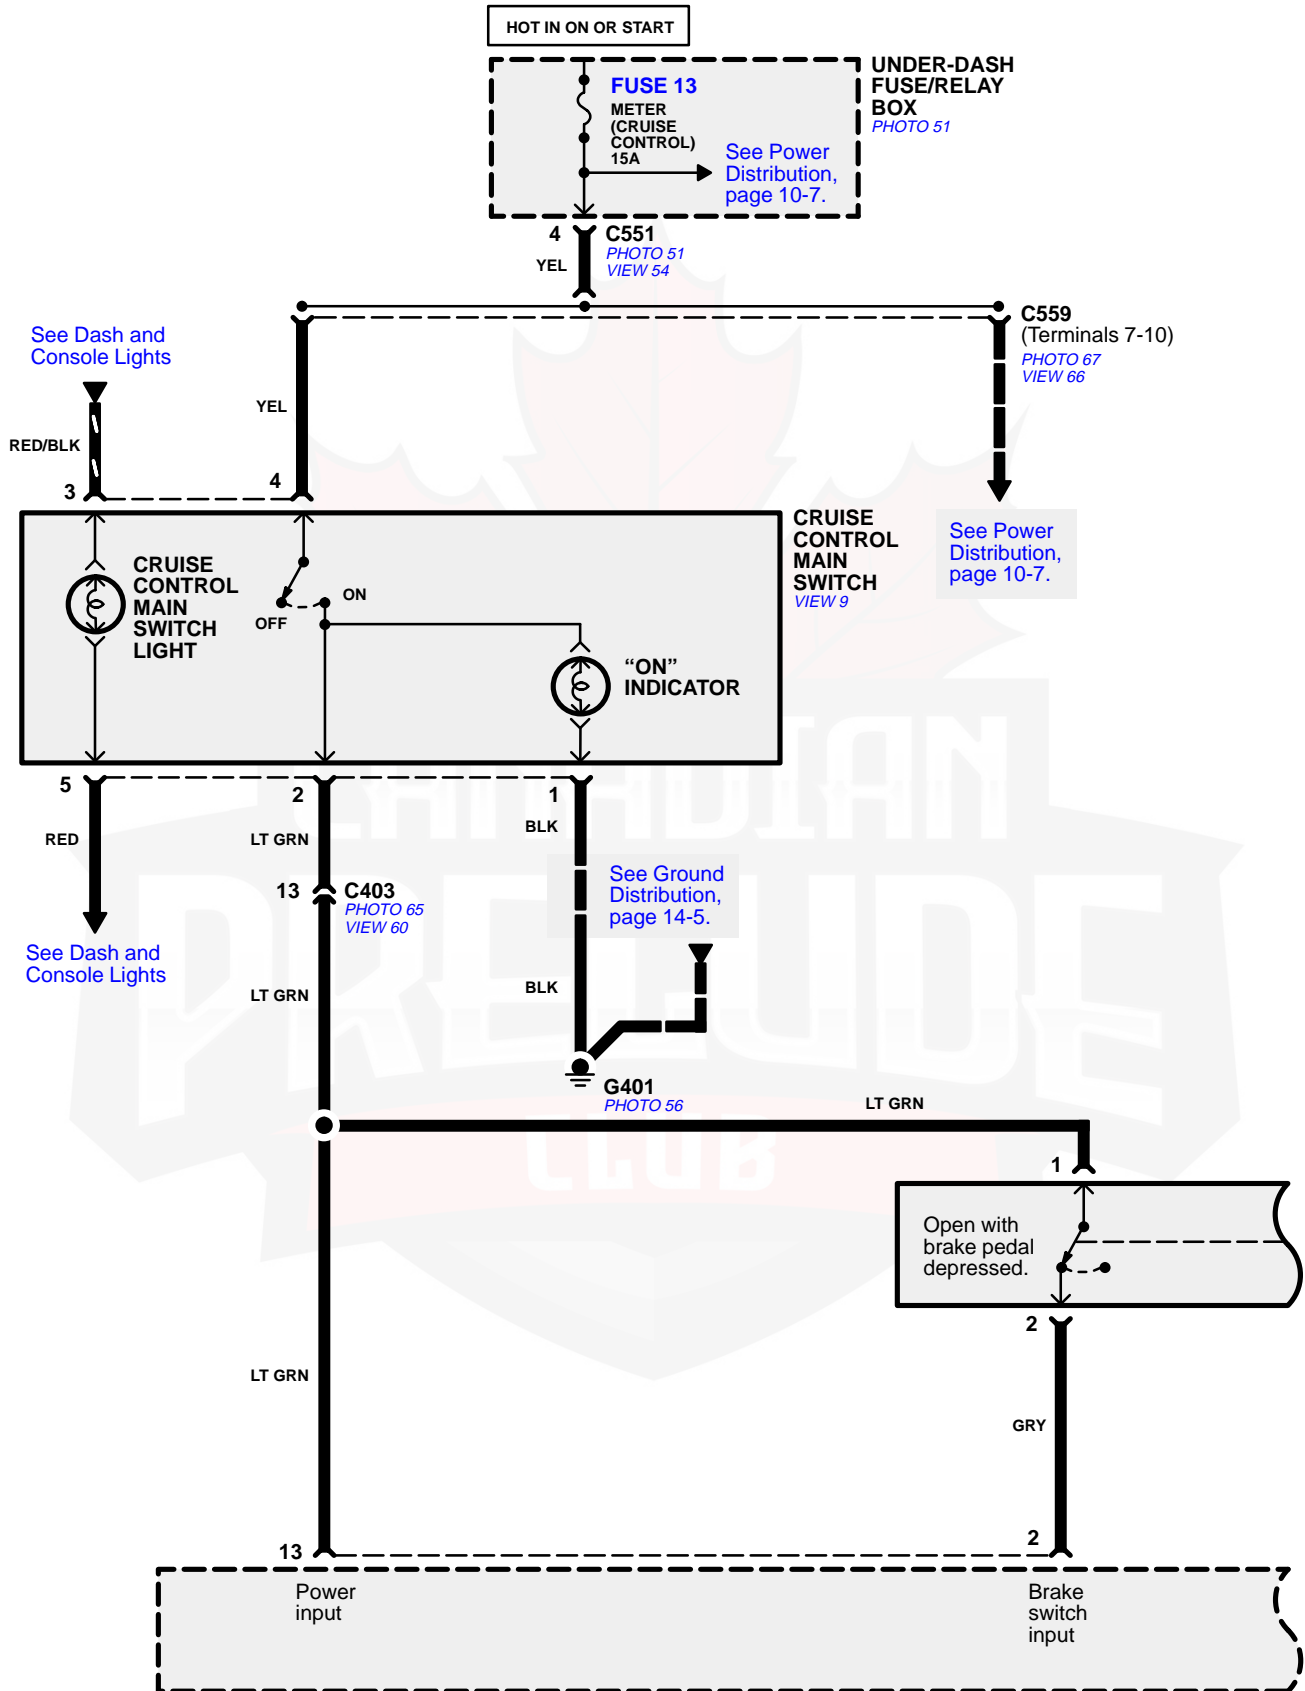 HOT IN ON OR START
UNDER-DASH
FUSE/RELAY
BOX
PHOTO 51
FUSE 13
METER
(CRUISE
CONTROL)
15A
See Power
Distribution,
page 10-7.
4
C551
PHOTO 51
VIEW 54
YEL
C559
(Terminals 7-10)
PHOTO 67
VIEW 66
See Dash and
Console Lights
YEL
RED/BLK
3
4
CRUISE
CONTROL
MAIN
SWITCH
VIEW 9
See Power
Distribution,
page 10-7.
CRUISE
CONTROL
MAIN
SWITCH
LIGHT
ON
OFF
“ON”
INDICATOR
5
2
1
RED
LT GRN
BLK
CANADIAN
PRELUDE
CLUB
See Ground
Distribution,
page 14-5.
13
C403
PHOTO 65
VIEW 60
See Dash and
Console Lights
LT GRN
BLK
G401
PHOTO 56
LT GRN
1
Open with
brake pedal
depressed.
2
LT GRN
GRY
13
2
Power
input
Brake
switch
input